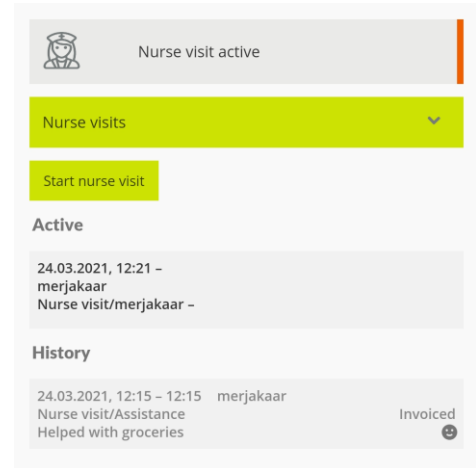 Nurse visit active
Nurse visits
Start nurse visit
Active
24.03.2021, 12:21 –
merjakaar
Nurse visit/merjakaar –
History
24.03.2021, 12:15 – 12:15 merjakaar
Nurse visit/Assistance Invoiced
Helped with groceries